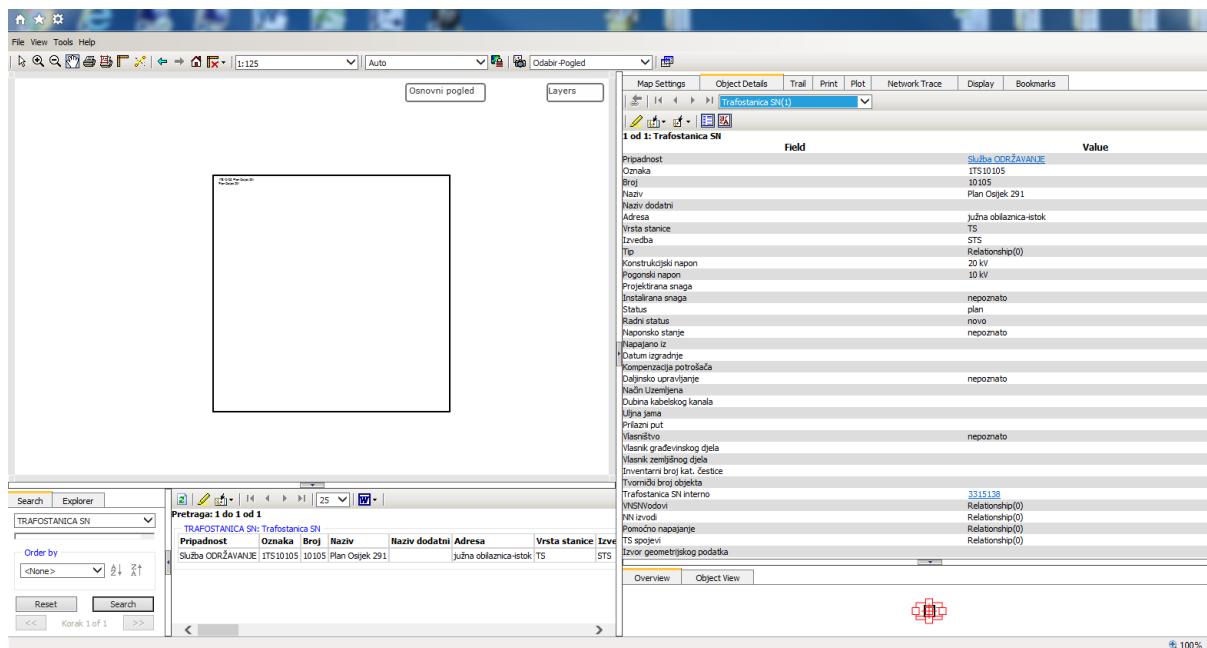 File View Tools Help
1:125 Auto Odabir-Pogled
Osnovni pogled Layers
Map Settings Object Details Trail Print Plot Network Trace Display Bookmarks
Trafostanica SN(1)
1 od 1: Trafostanica SN
Field Value
Pripadnost Služba ODRŽAVANJE
Oznaka 1TS10105
Broj 10105
Naziv Plan Osijek 291
Naziv dodatni
Adresa južna obilaznica-istok
Vrsta stanice TS
Izvedba STS
Tip Relationship(0)
Konstrukcijski napon 20 kV
Pogonski napon 10 kV
Projektirana snaga
Instalirana snaga nepoznato
Status plan
Radni status novo
Naponsko stanje nepoznato
Napajano iz
Datum izgradnje
Kompenzacija potrošača
Daljinsko upravljanje nepoznato
Način Uzemljena
Dubina kabelskog kanala
Uljna jama
Prilazni put
Vlasništvo nepoznato
Vlasnik građevinskog djela
Vlasnik zemljišnog djela
Inventarni broj kat. čestice
Tvornički broj objekta
Trafostanica SN interno 3315138
VNSNVodovi Relationship(0)
NN izvodi Relationship(0)
Pomoćno napajanje Relationship(0)
TS spojevi Relationship(0)
Izvor geometrijskog podatka
Overview Object View
Search Explorer
TRAFOSTANICA SN
Order by
<None>
Reset Search
<< Korak 1 of 1 >>
25
Pretraga: 1 do 1 od 1
TRAFOSTANICA SN: Trafostanica SN
Pripadnost Oznaka Broj Naziv Naziv dodatni Adresa Vrsta stanice Izve
Služba ODRŽAVANJE 1TS10105 10105 Plan Osijek 291 južna obilaznica-istok TS STS
100%